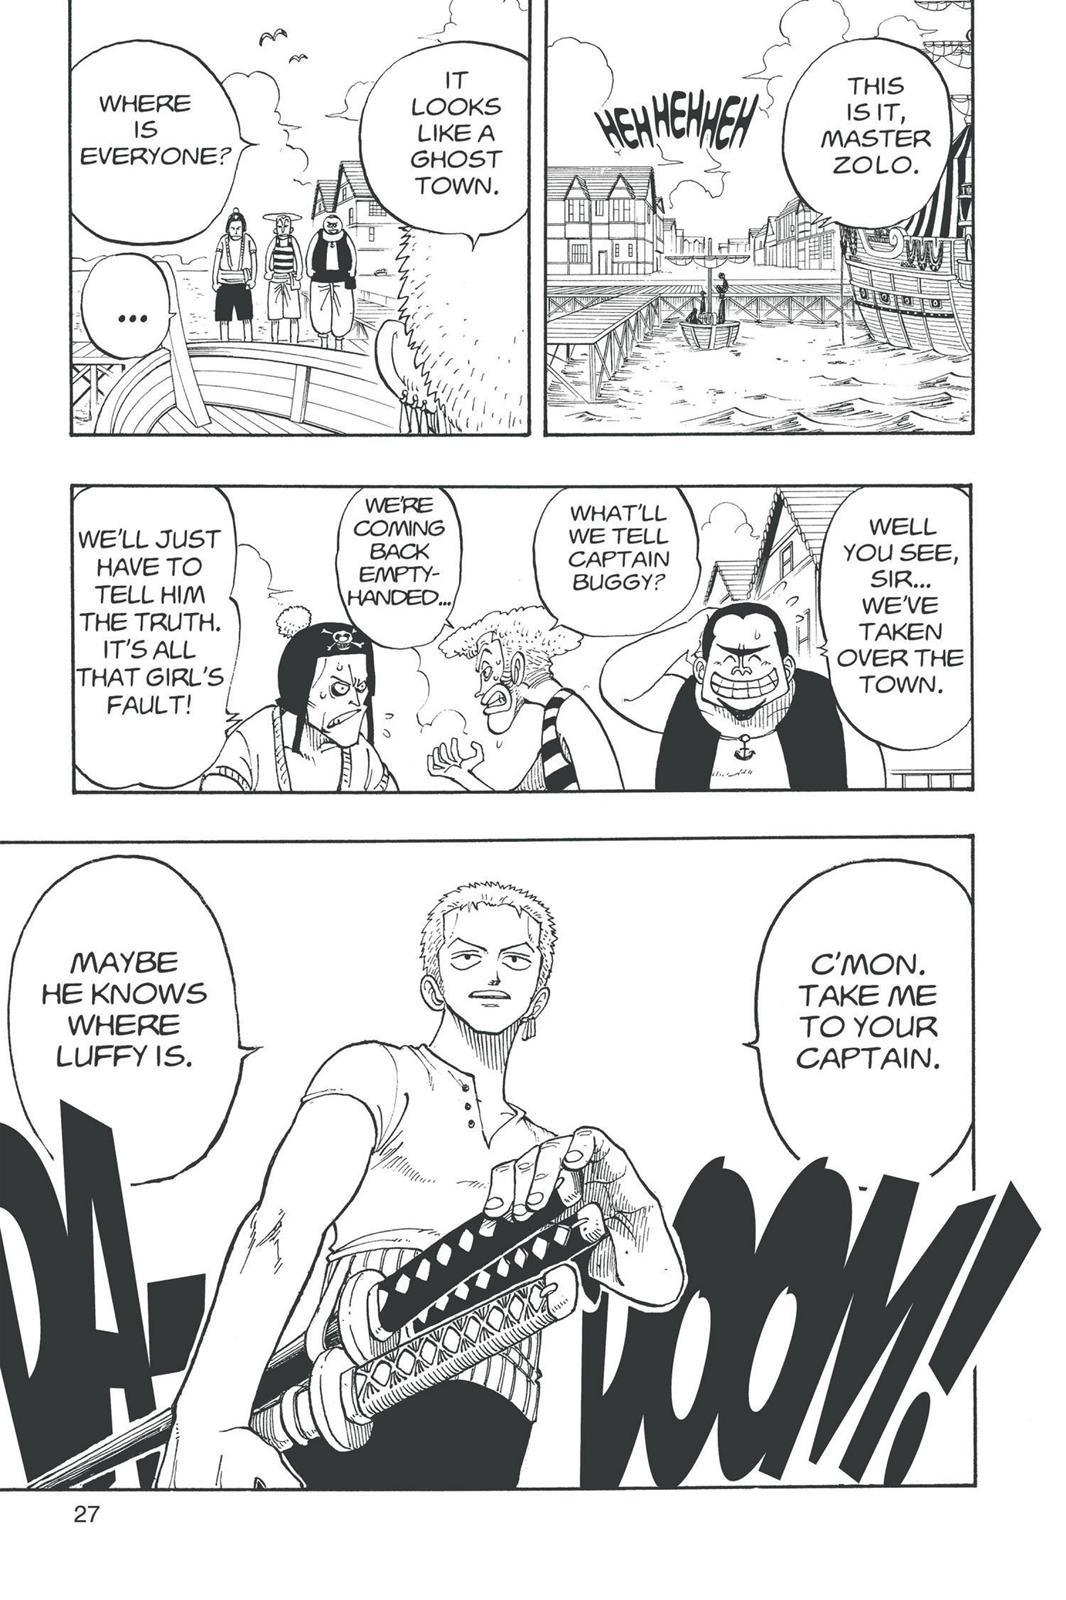 THIS
IS IT,
MASTER
ZOLO.
HEH HEH HEH
IT
LOOKS
LIKE A
GHOST
TOWN.
WHERE
IS
EVERYONE?
...
WELL
YOU SEE,
SIR...
WE'VE
TAKEN
OVER THE
TOWN.
WHAT'LL
WE TELL
CAPTAIN
BUGGY?
WE'RE
COMING
BACK
EMPTY-
HANDED...
WE'LL JUST
HAVE TO
TELL HIM
THE TRUTH.
IT'S ALL
THAT GIRL'S
FAULT!
C'MON.
TAKE ME
TO YOUR
CAPTAIN.
MAYBE
HE KNOWS
WHERE
LUFFY IS.
DA-
DOOM!
27